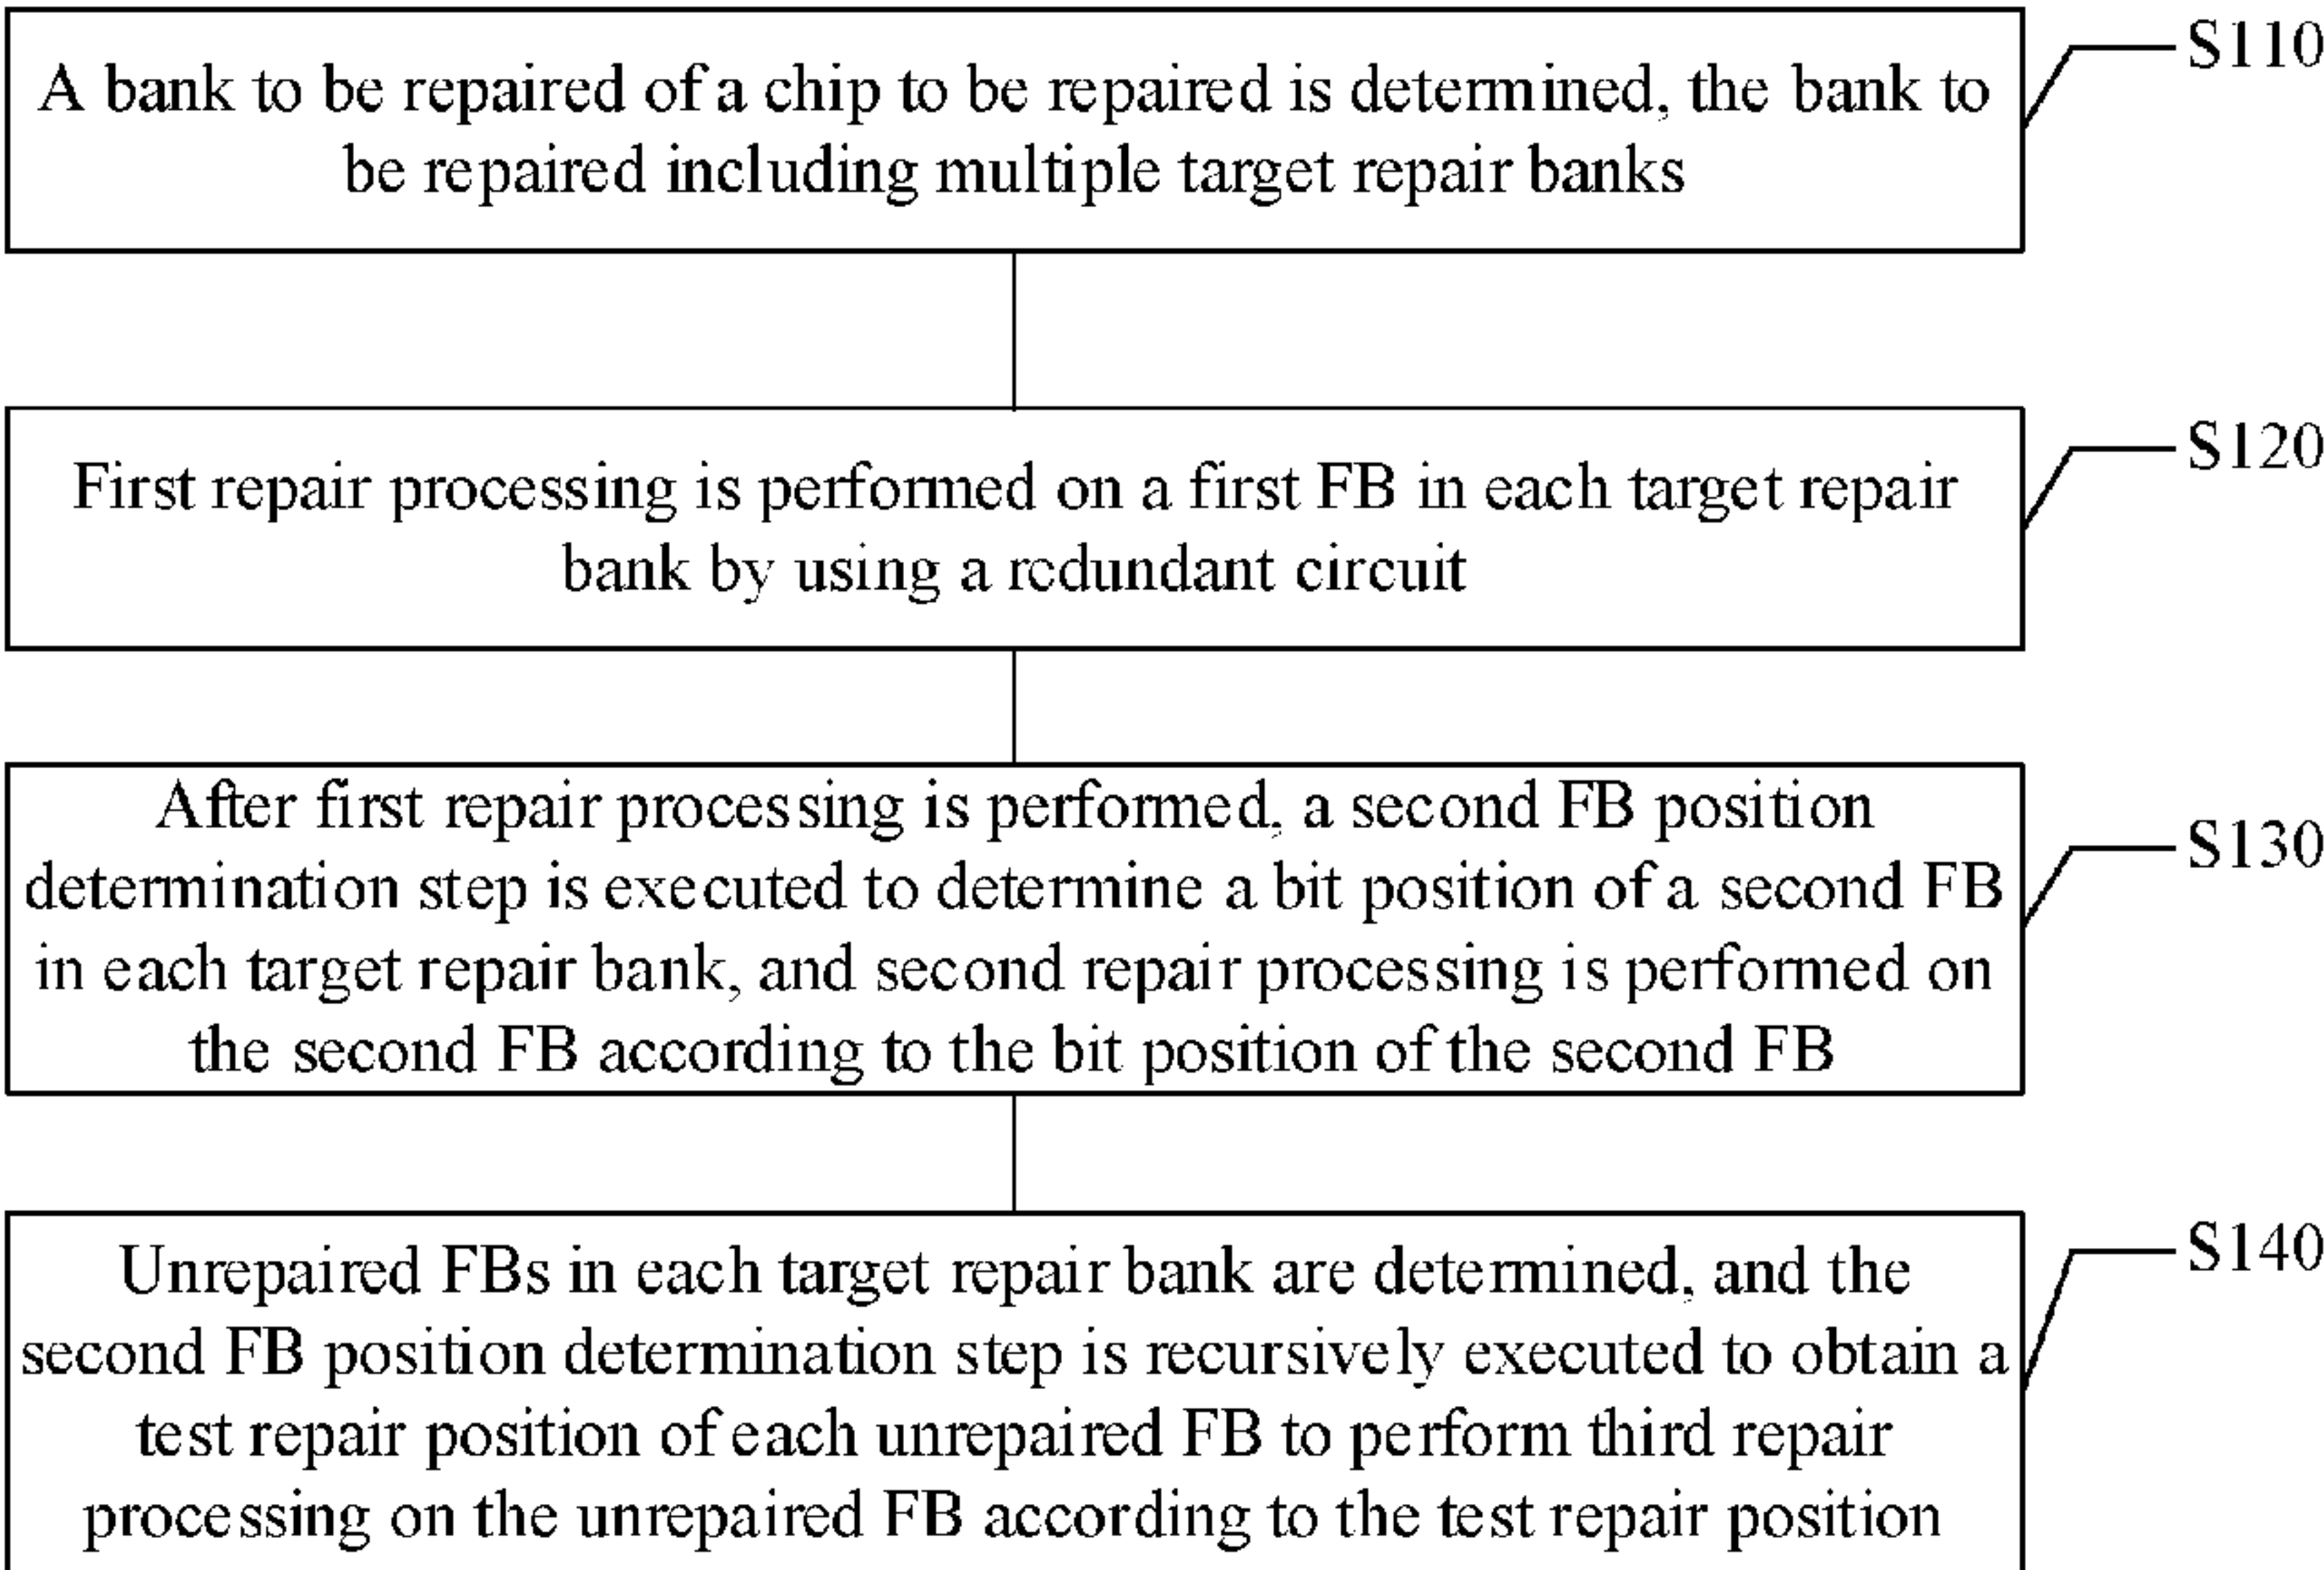 A bank to be repaired of a chip to be repaired is determined, the bank to
be repaired including multiple target repair banks
S110
First repair processing is performed on a first FB in each target repair
bank by using a redundant circuit
S120
After first repair processing is performed, a second FB position
determination step is executed to determine a bit position of a second FB
in each target repair bank, and second repair processing is performed on
the second FB according to the bit position of the second FB
S130
Unrepaired FBs in each target repair bank are determined, and the
second FB position determination step is recursively executed to obtain a
test repair position of each unrepaired FB to perform third repair
processing on the unrepaired FB according to the test repair position
S140